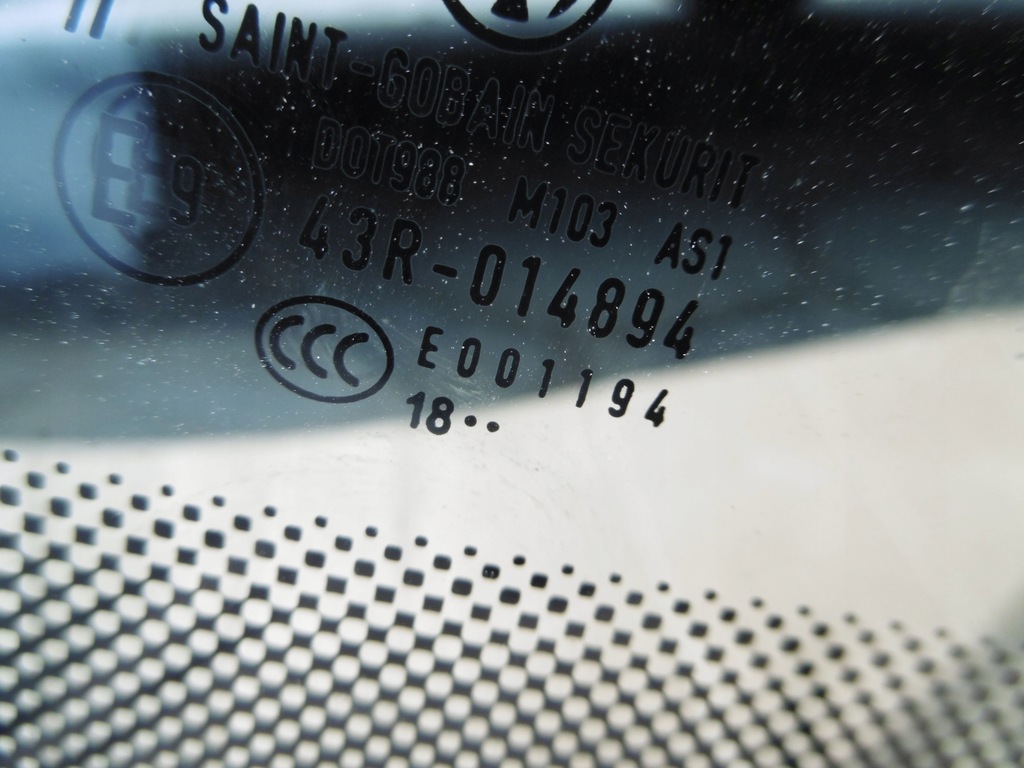 SAINT-GOBAIN SEKURIT
E9
DOT988 M103 AS1
43R-014894
CCC E001194
18··